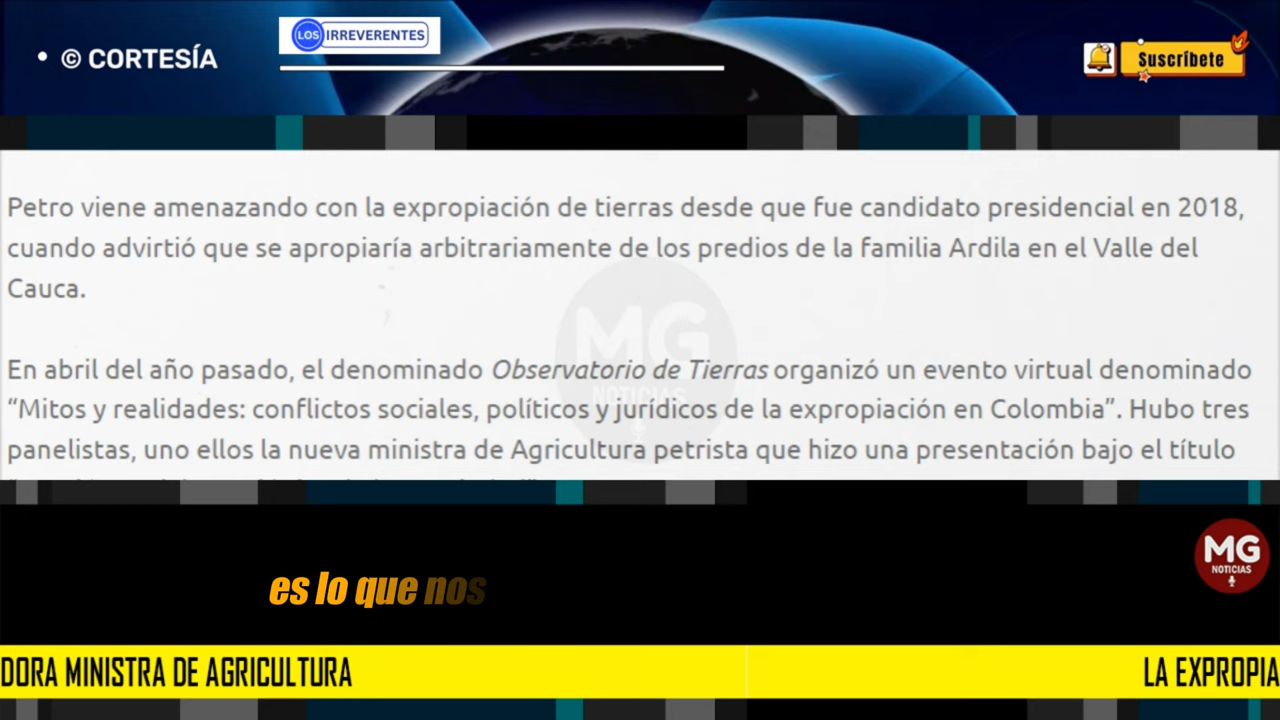 • © CORTESÍA
LOS IRREVERENTES
Suscríbete
Petro viene amenazando con la expropiación de tierras desde que fue candidato presidencial en 2018,
cuando advirtió que se apropiaría arbitrariamente de los predios de la familia Ardila en el Valle del
Cauca.
MG
NOTICIAS
En abril del año pasado, el denominado Observatorio de Tierras organizó un evento virtual denominado
“Mitos y realidades: conflictos sociales, políticos y jurídicos de la expropiación en Colombia”. Hubo tres
panelistas, uno ellos la nueva ministra de Agricultura petrista que hizo una presentación bajo el título
MG
NOTICIAS
es lo que nos
DORA MINISTRA DE AGRICULTURA
LA EXPROPIA